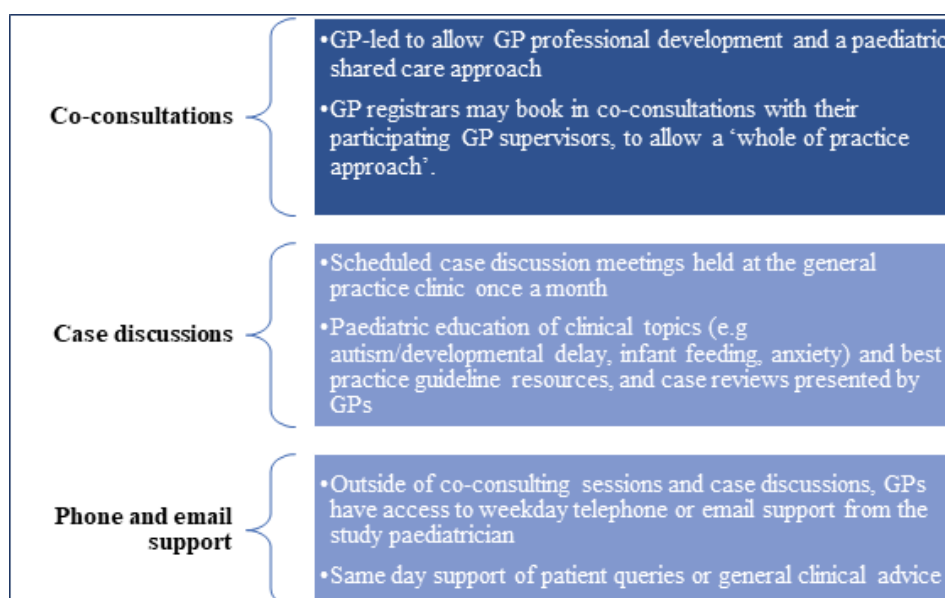 Co-consultations
•GP-led to allow GP professional development and a paediatric
shared care approach
•GP registrars may book in co-consultations with their
participating GP supervisors, to allow a ‘whole of practice
approach’.
Case discussions
•Scheduled case discussion meetings held at the general
practice clinic once a month
•Paediatric education of clinical topics (e.g
autism/developmental delay, infant feeding, anxiety) and best
practice guideline resources, and case reviews presented by
GPs
Phone and email
support
•Outside of co-consulting sessions and case discussions, GPs
have access to weekday telephone or email support from the
study paediatrician
•Same day support of patient queries or general clinical advice